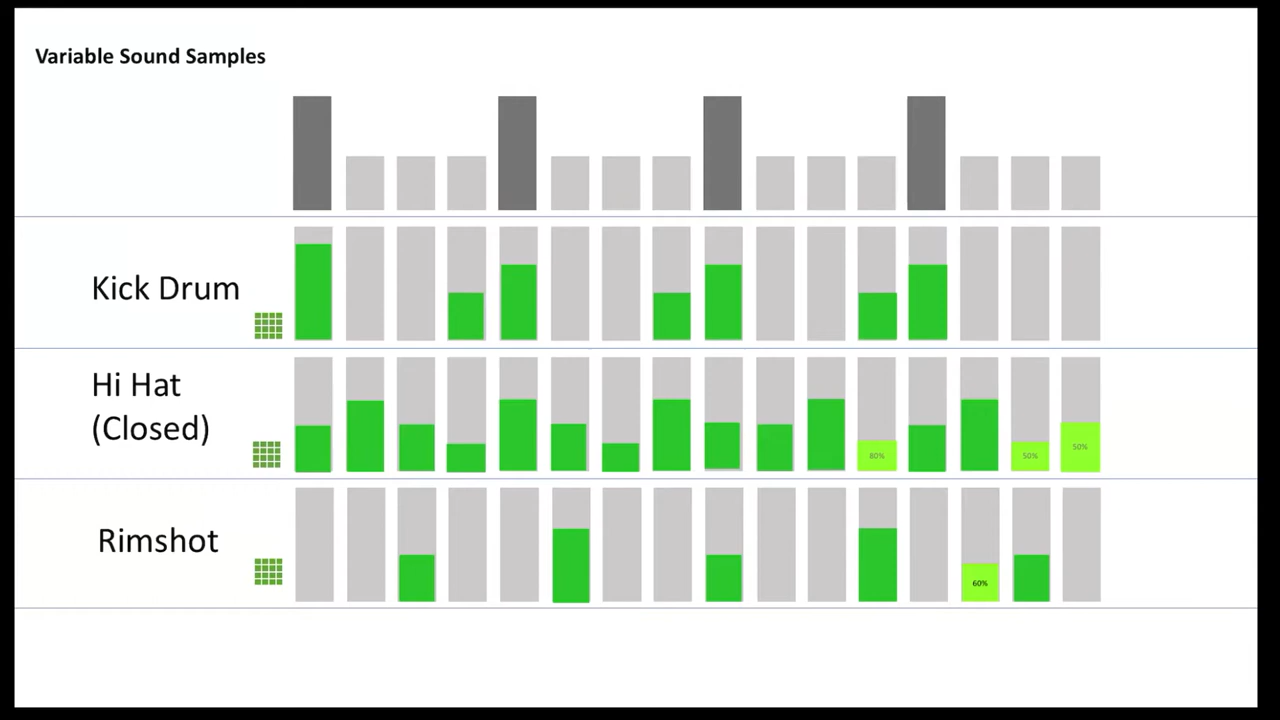 Variable Sound Samples
Kick Drum
Hi Hat
(Closed)
80%
50%
50%
Rimshot
60%